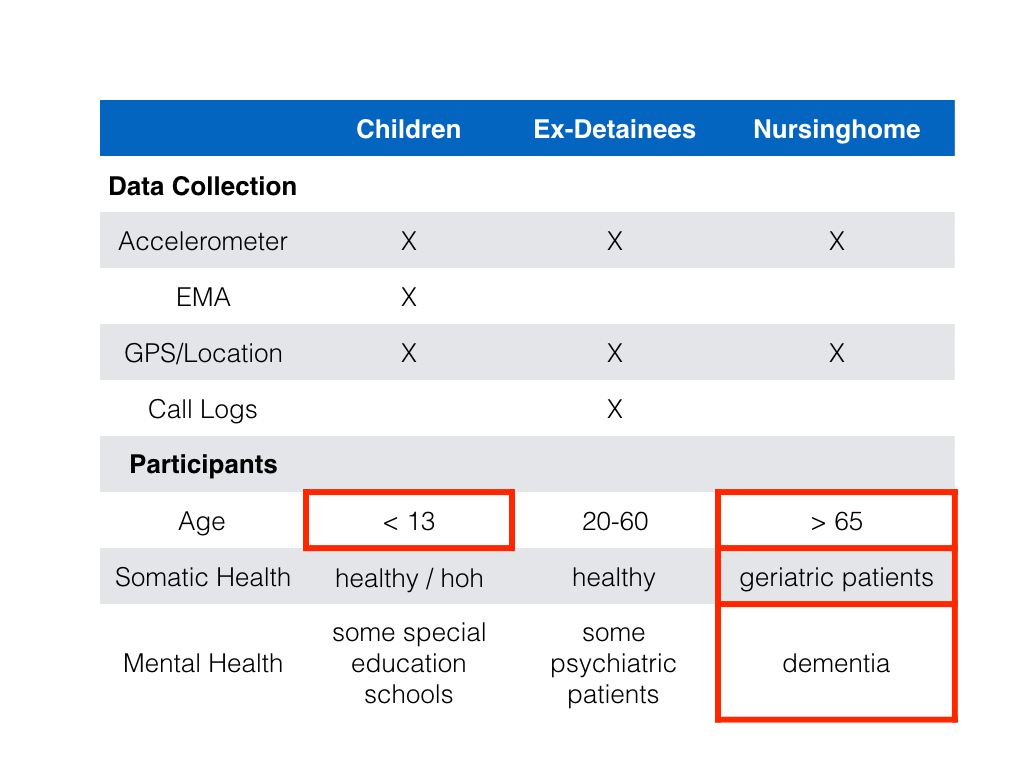 Children Ex-Detainees Nursinghome
Data Collection
Accelerometer X X X
EMA X
GPS/Location X X X
Call Logs X
Participants
Age < 13 20-60 > 65
Somatic Health healthy / hoh healthy geriatric patients
Mental Health some special education schools some psychiatric patients dementia